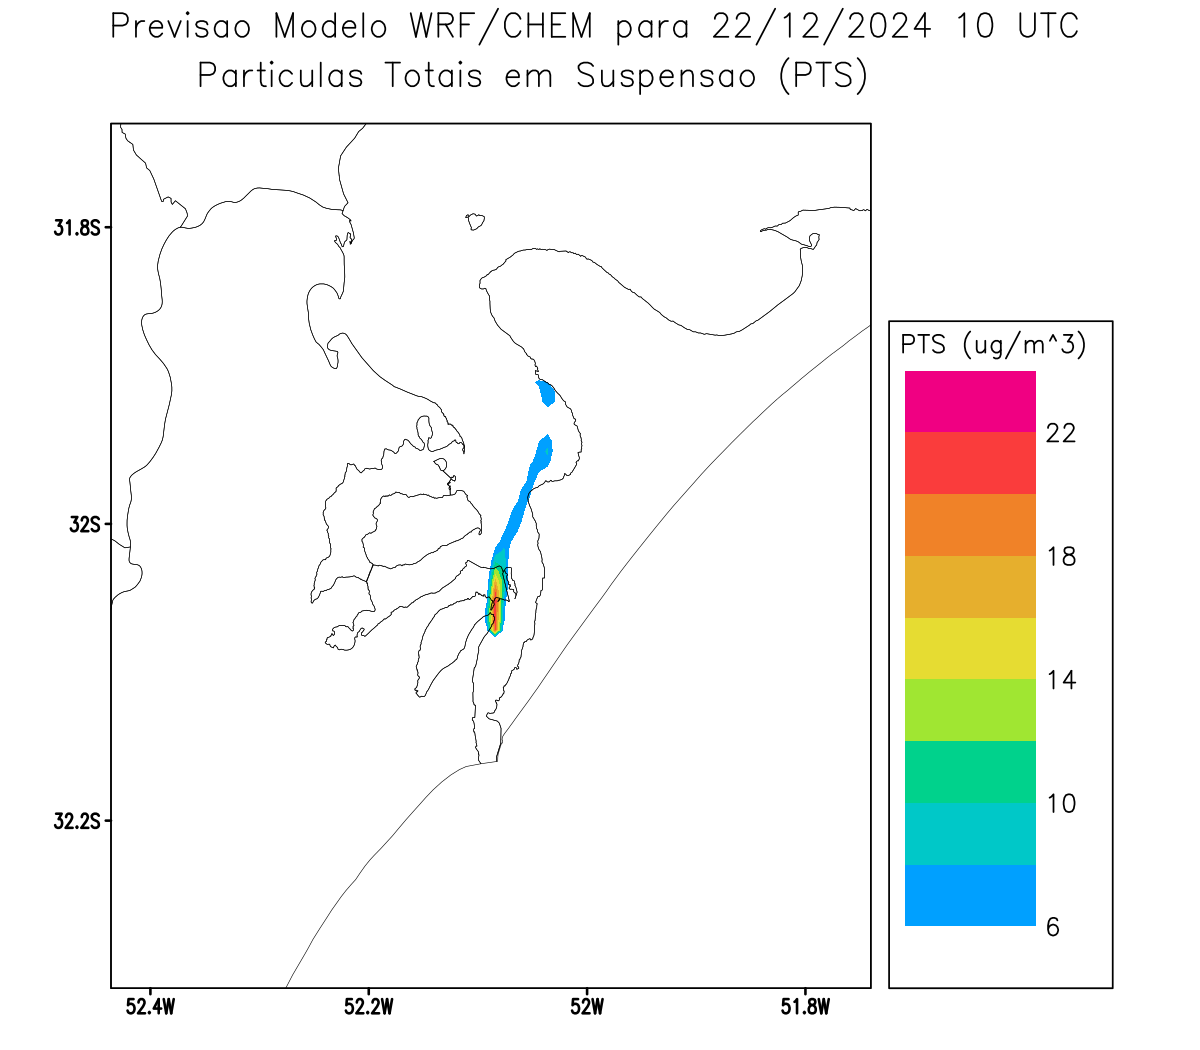 Previsao Modelo WRF/CHEM para 22/12/2024 10 UTC
Particulas Totais em Suspensao (PTS)
31.8S
32S
32.2S
52.4W 52.2W 52W 51.8W
PTS (ug/m^3)
22
18
14
10
6